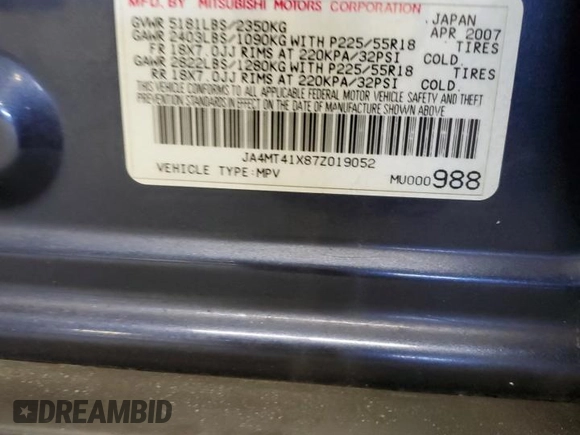 MFD. BY MITSUBISHI MOTORS CORPORATION JAPAN
GVWR 5181LBS/2350KG APR 2007
GAWR 2403LBS/1090KG WITH P225/55R18 TIRES
FR 18X7.0JJ RIMS AT 220KPA/32PSI COLD.
GAWR 2822LBS/1280KG WITH P225/55R18 TIRES
RR 18X7.0JJ RIMS AT 220KPA/32PSI COLD.
THIS VEHICLE CONFORMS TO ALL APPLICABLE FEDERAL MOTOR VEHICLE SAFETY AND THEFT
PREVENTION STANDARDS IN EFFECT ON THE DATE OF MANUFACTURE SHOWN ABOVE
JA4MT41X87Z019052
VEHICLE TYPE:MPV
MU000988
DREAMBID